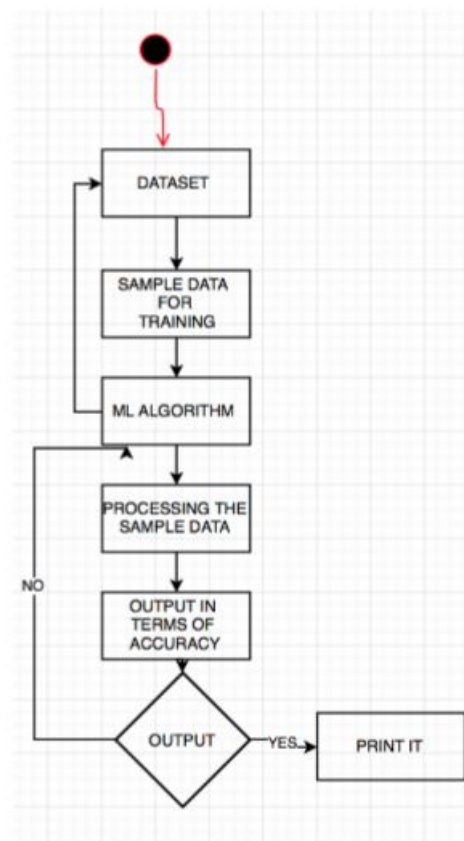 DATASET
SAMPLE DATA
FOR
TRAINING
ML ALGORITHM
PROCESSING THE
SAMPLE DATA
NO
OUTPUT IN
TERMS OF
ACCURACY
OUTPUT
YES
PRINT IT